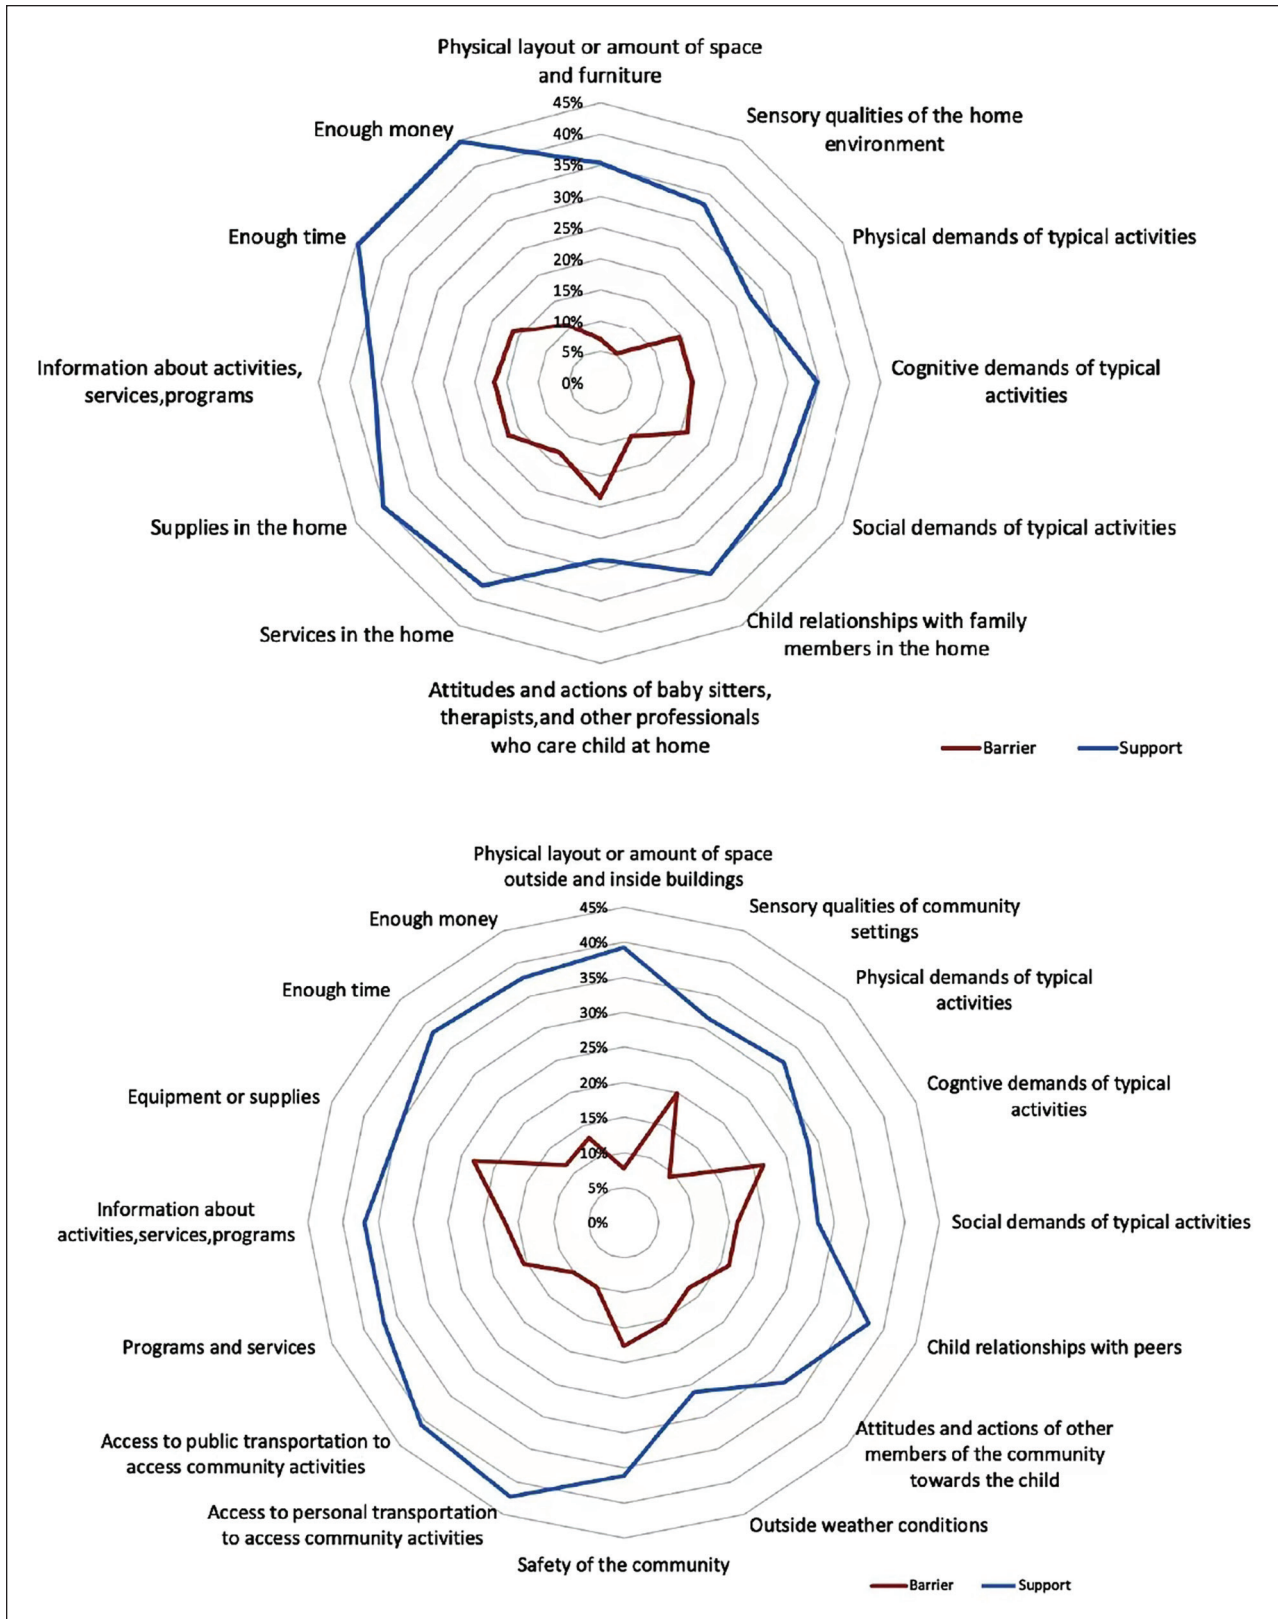 Physical layout or amount of space
and furniture
45%
40%
35%
30%
25%
20%
15%
10%
5%
0%
Sensory qualities of the home
environment
Physical demands of typical activities
Cognitive demands of typical
activities
Social demands of typical activities
Child relationships with family
members in the home
Attitudes and actions of baby sitters,
therapists,and other professionals
who care child at home
Services in the home
Supplies in the home
Information about activities,
services,programs
Enough time
Enough money
Barrier
Support
Physical layout or amount of space
outside and inside buildings
45%
40%
35%
30%
25%
20%
15%
10%
5%
0%
Sensory qualities of community
settings
Physical demands of typical
activities
Cogntive demands of typical
activities
Social demands of typical activities
Child relationships with peers
Attitudes and actions of other
members of the community
towards the child
Outside weather conditions
Safety of the community
Access to personal transportation
to access community activities
Access to public transportation to
access community activities
Programs and services
Information about
activities,services,programs
Equipment or supplies
Enough time
Enough money
Barrier
Support